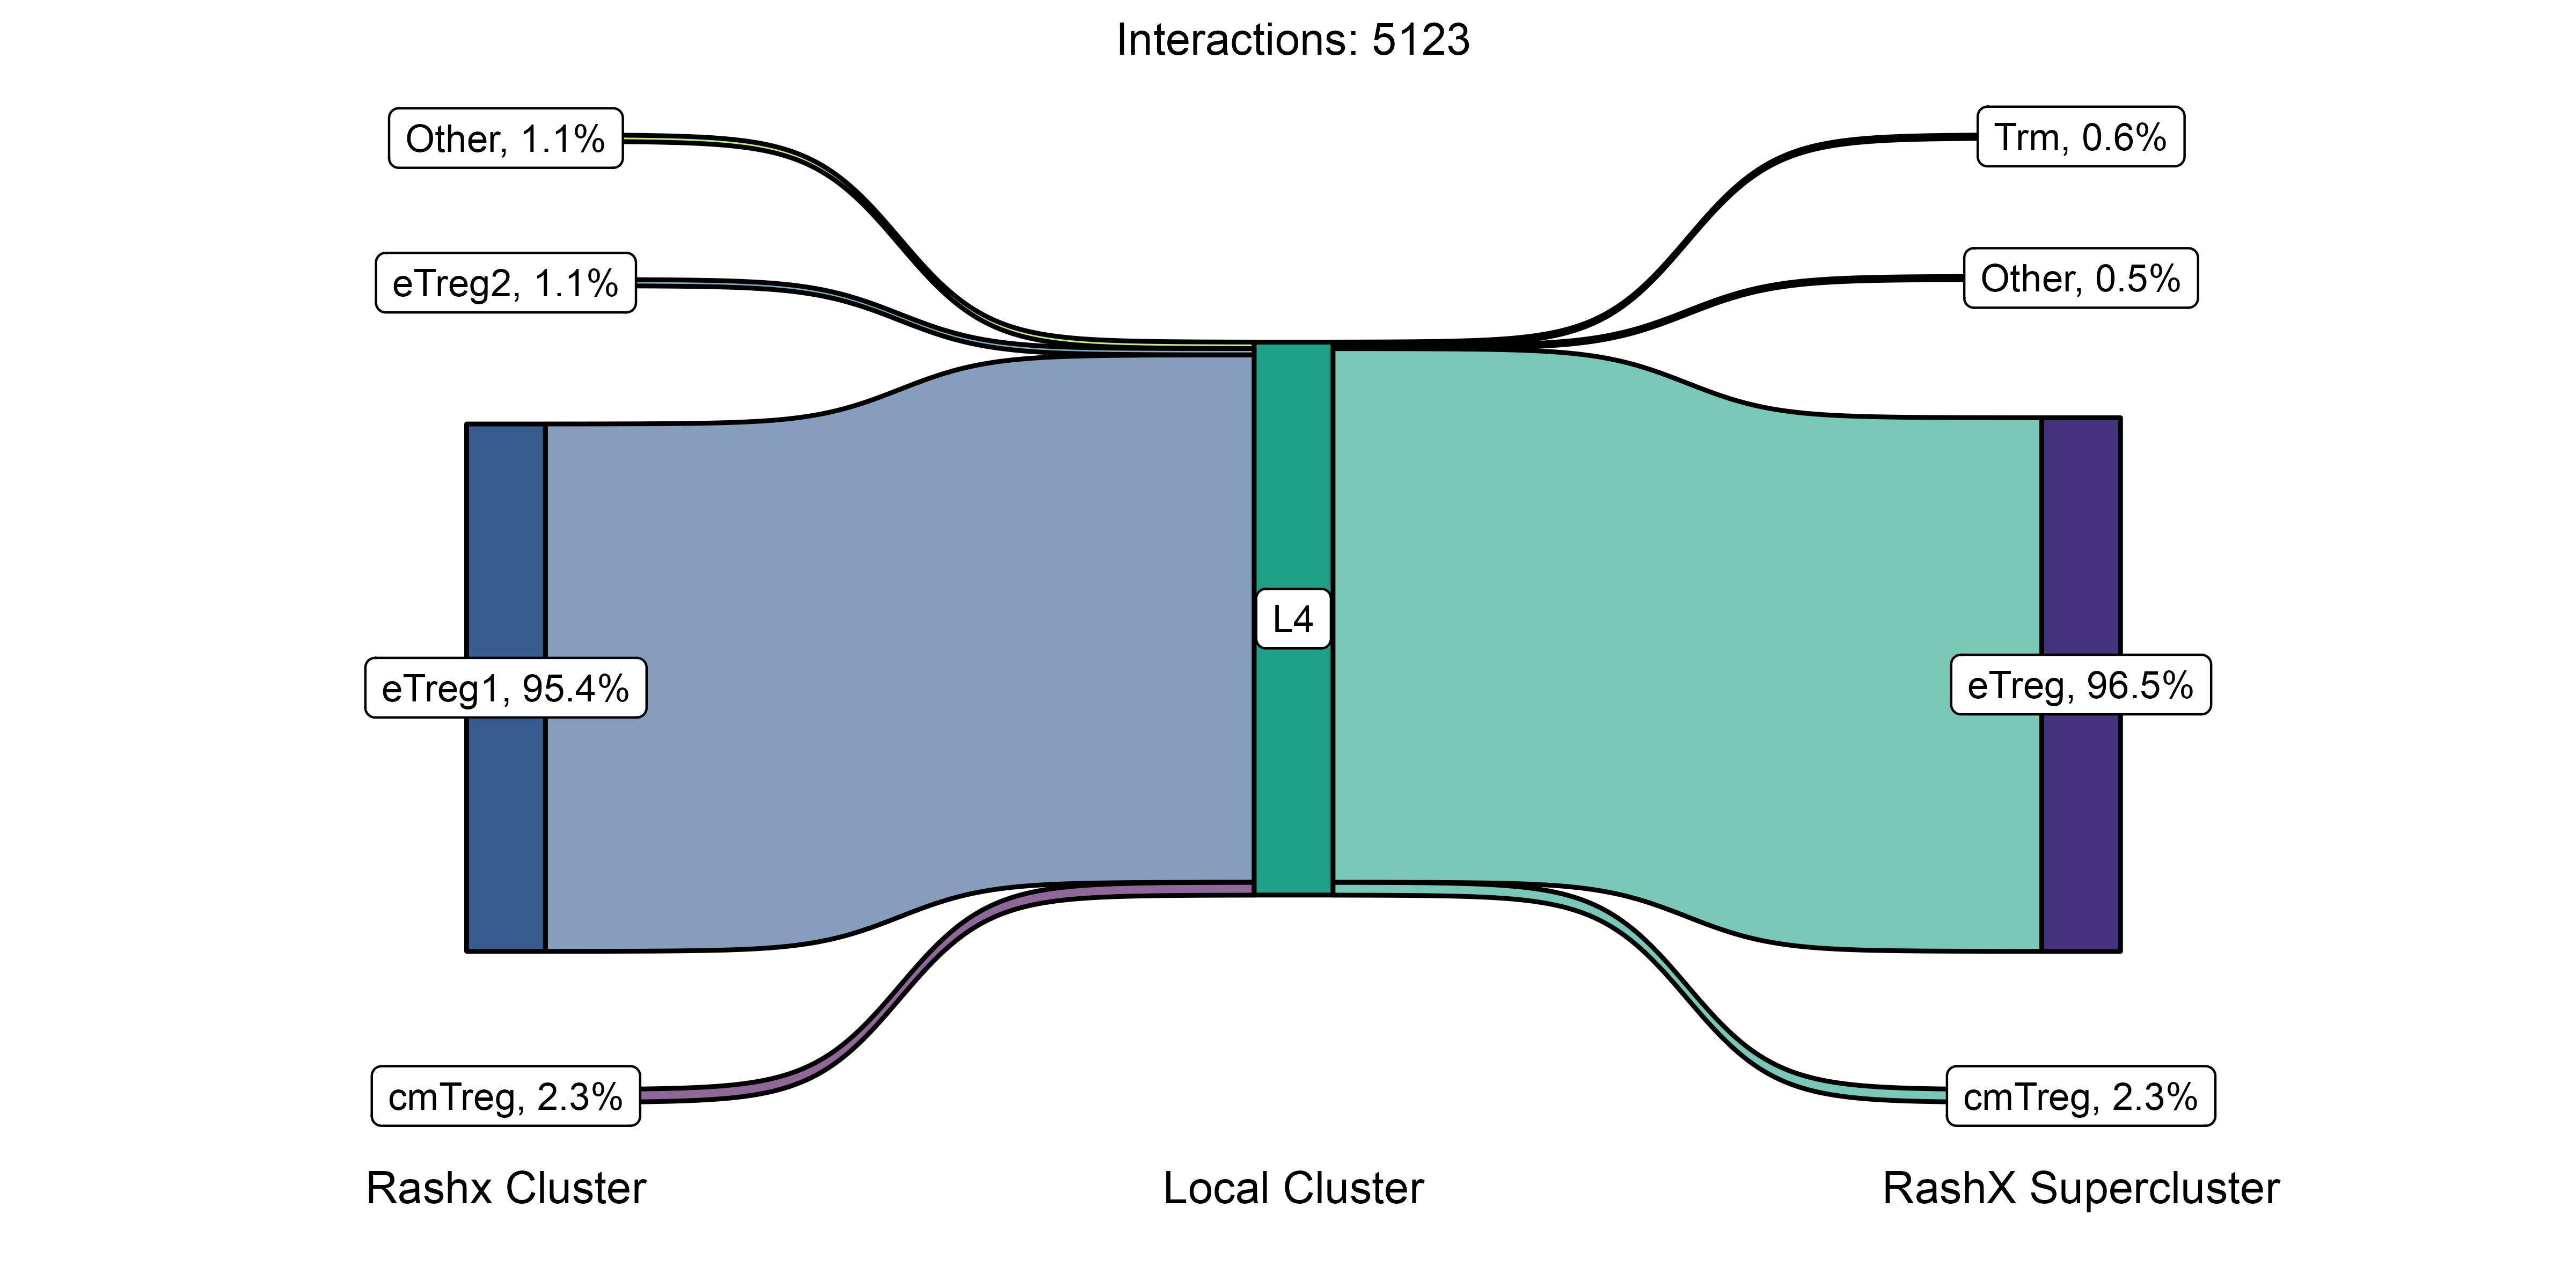 Interactions: 5123
Other, 1.1%
Trm, 0.6%
eTreg2, 1.1%
Other, 0.5%
L4
eTreg1, 95.4%
eTreg, 96.5%
cmTreg, 2.3%
cmTreg, 2.3%
Rashx Cluster
Local Cluster
RashX Supercluster